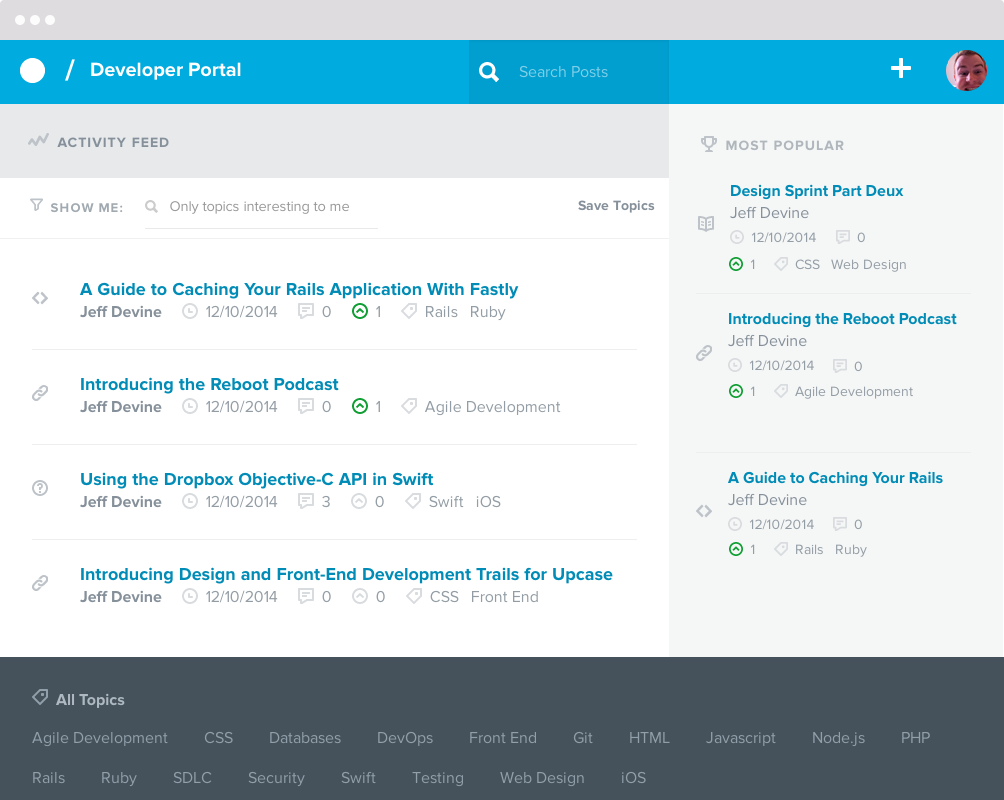 / Developer Portal
Search Posts
ACTIVITY FEED
SHOW ME:
Only topics interesting to me
Save Topics
A Guide to Caching Your Rails Application With Fastly
Jeff Devine 12/10/2014 0 1 Rails Ruby
Introducing the Reboot Podcast
Jeff Devine 12/10/2014 0 1 Agile Development
Using the Dropbox Objective-C API in Swift
Jeff Devine 12/10/2014 3 0 Swift iOS
Introducing Design and Front-End Development Trails for Upcase
Jeff Devine 12/10/2014 0 0 CSS Front End
MOST POPULAR
Design Sprint Part Deux
Jeff Devine
12/10/2014 0
1 CSS Web Design
Introducing the Reboot Podcast
Jeff Devine
12/10/2014 0
1 Agile Development
A Guide to Caching Your Rails
Jeff Devine
12/10/2014 0
1 Rails Ruby
All Topics
Agile Development CSS Databases DevOps Front End Git HTML Javascript Node.js PHP
Rails Ruby SDLC Security Swift Testing Web Design iOS